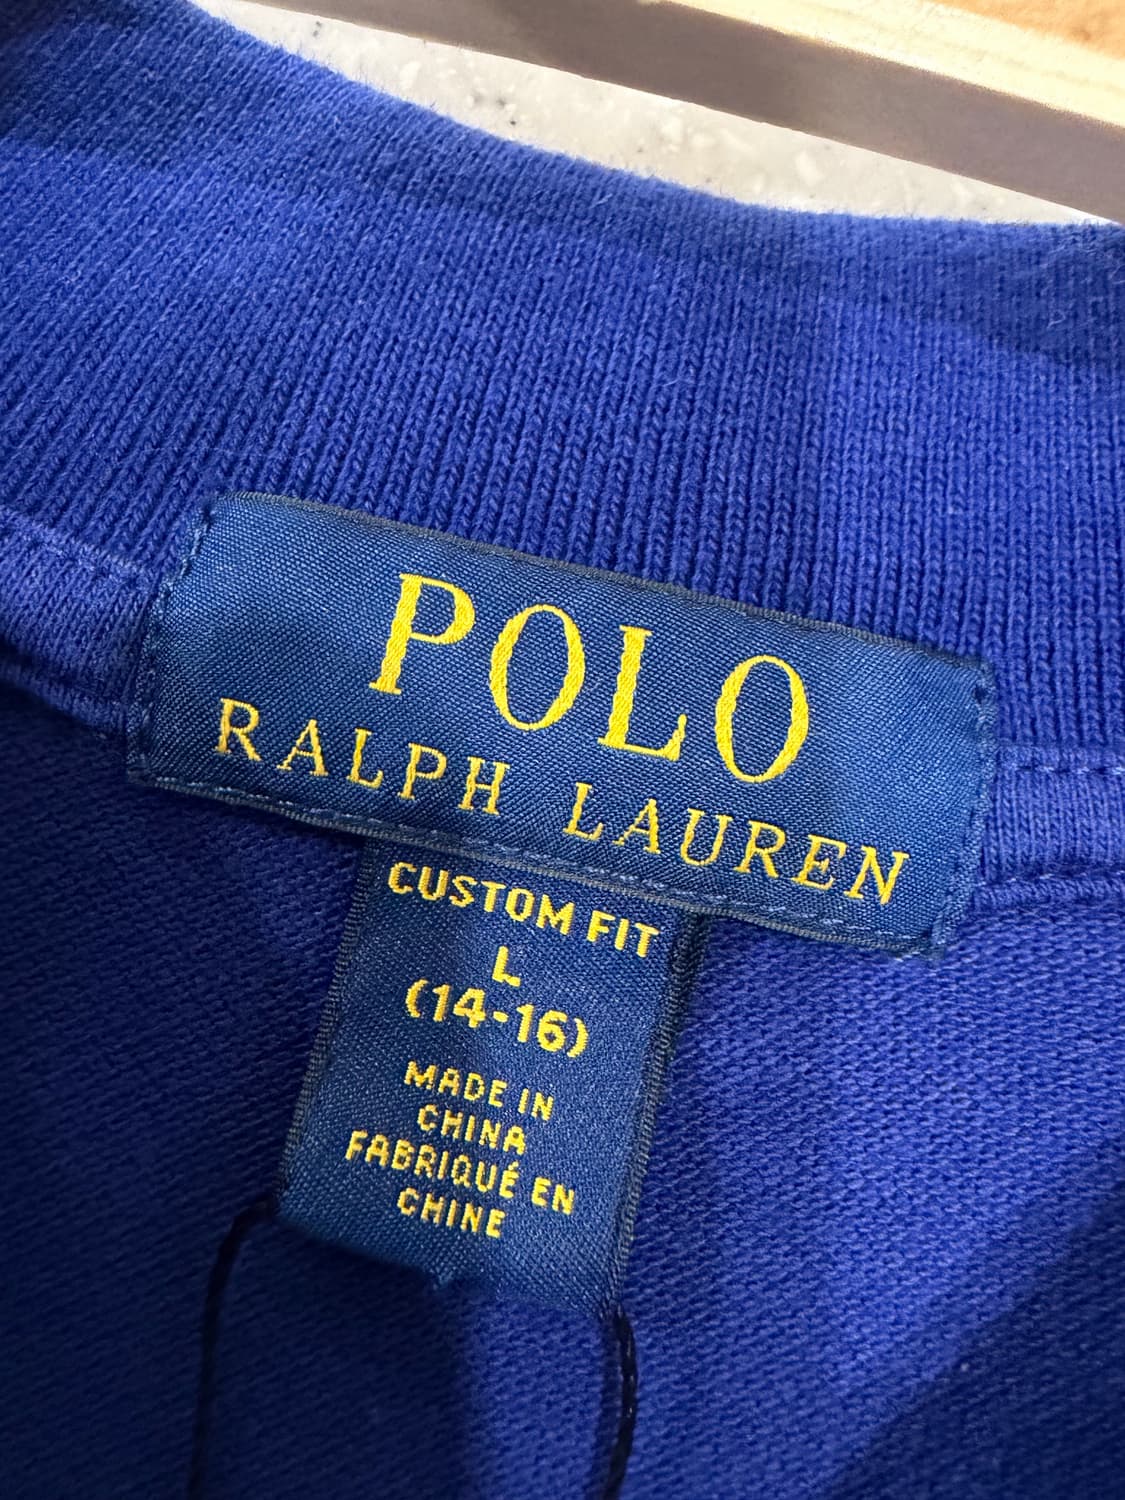 POLO
RALPH LAUREN
CUSTOM FIT
L
(14-16)
MADE IN
CHINA
FABRIQUÉ EN
CHINE